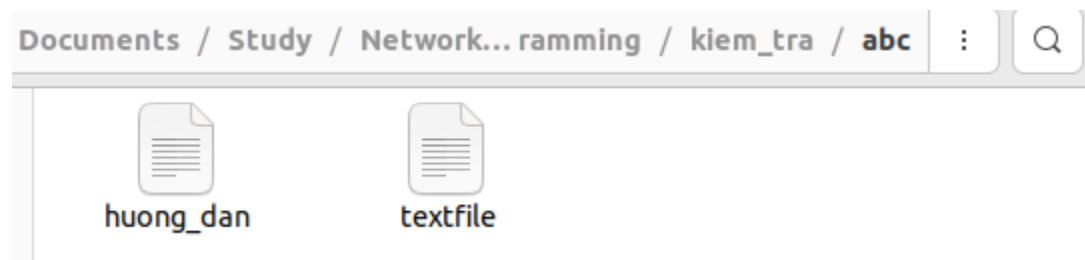 Documents / Study / Network... ramming / kiem_tra / abc
huong_dan textfile